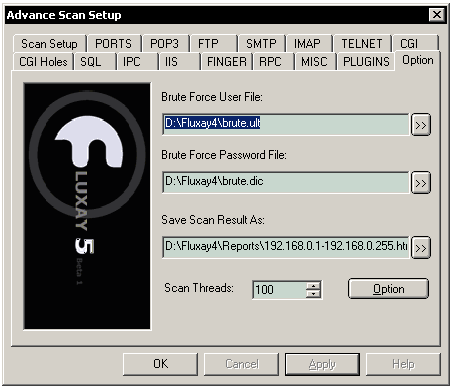 Advance Scan Setup
Scan Setup PORTS POP3 FTP SMTP IMAP TELNET CGI
CGI Holes SQL IPC IIS FINGER RPC MISC PLUGINS Option
Brute Force User File:
D:\Fluxay4\brute.ult >>
Brute Force Password File:
D:\Fluxay4\brute.dic >>
Save Scan Result As:
D:\Fluxay4\Reports\192.168.0.1-192.168.0.255.htm >>
Scan Threads: 100 Option
FLUXAY 5 Beta 1
OK Cancel Apply Help